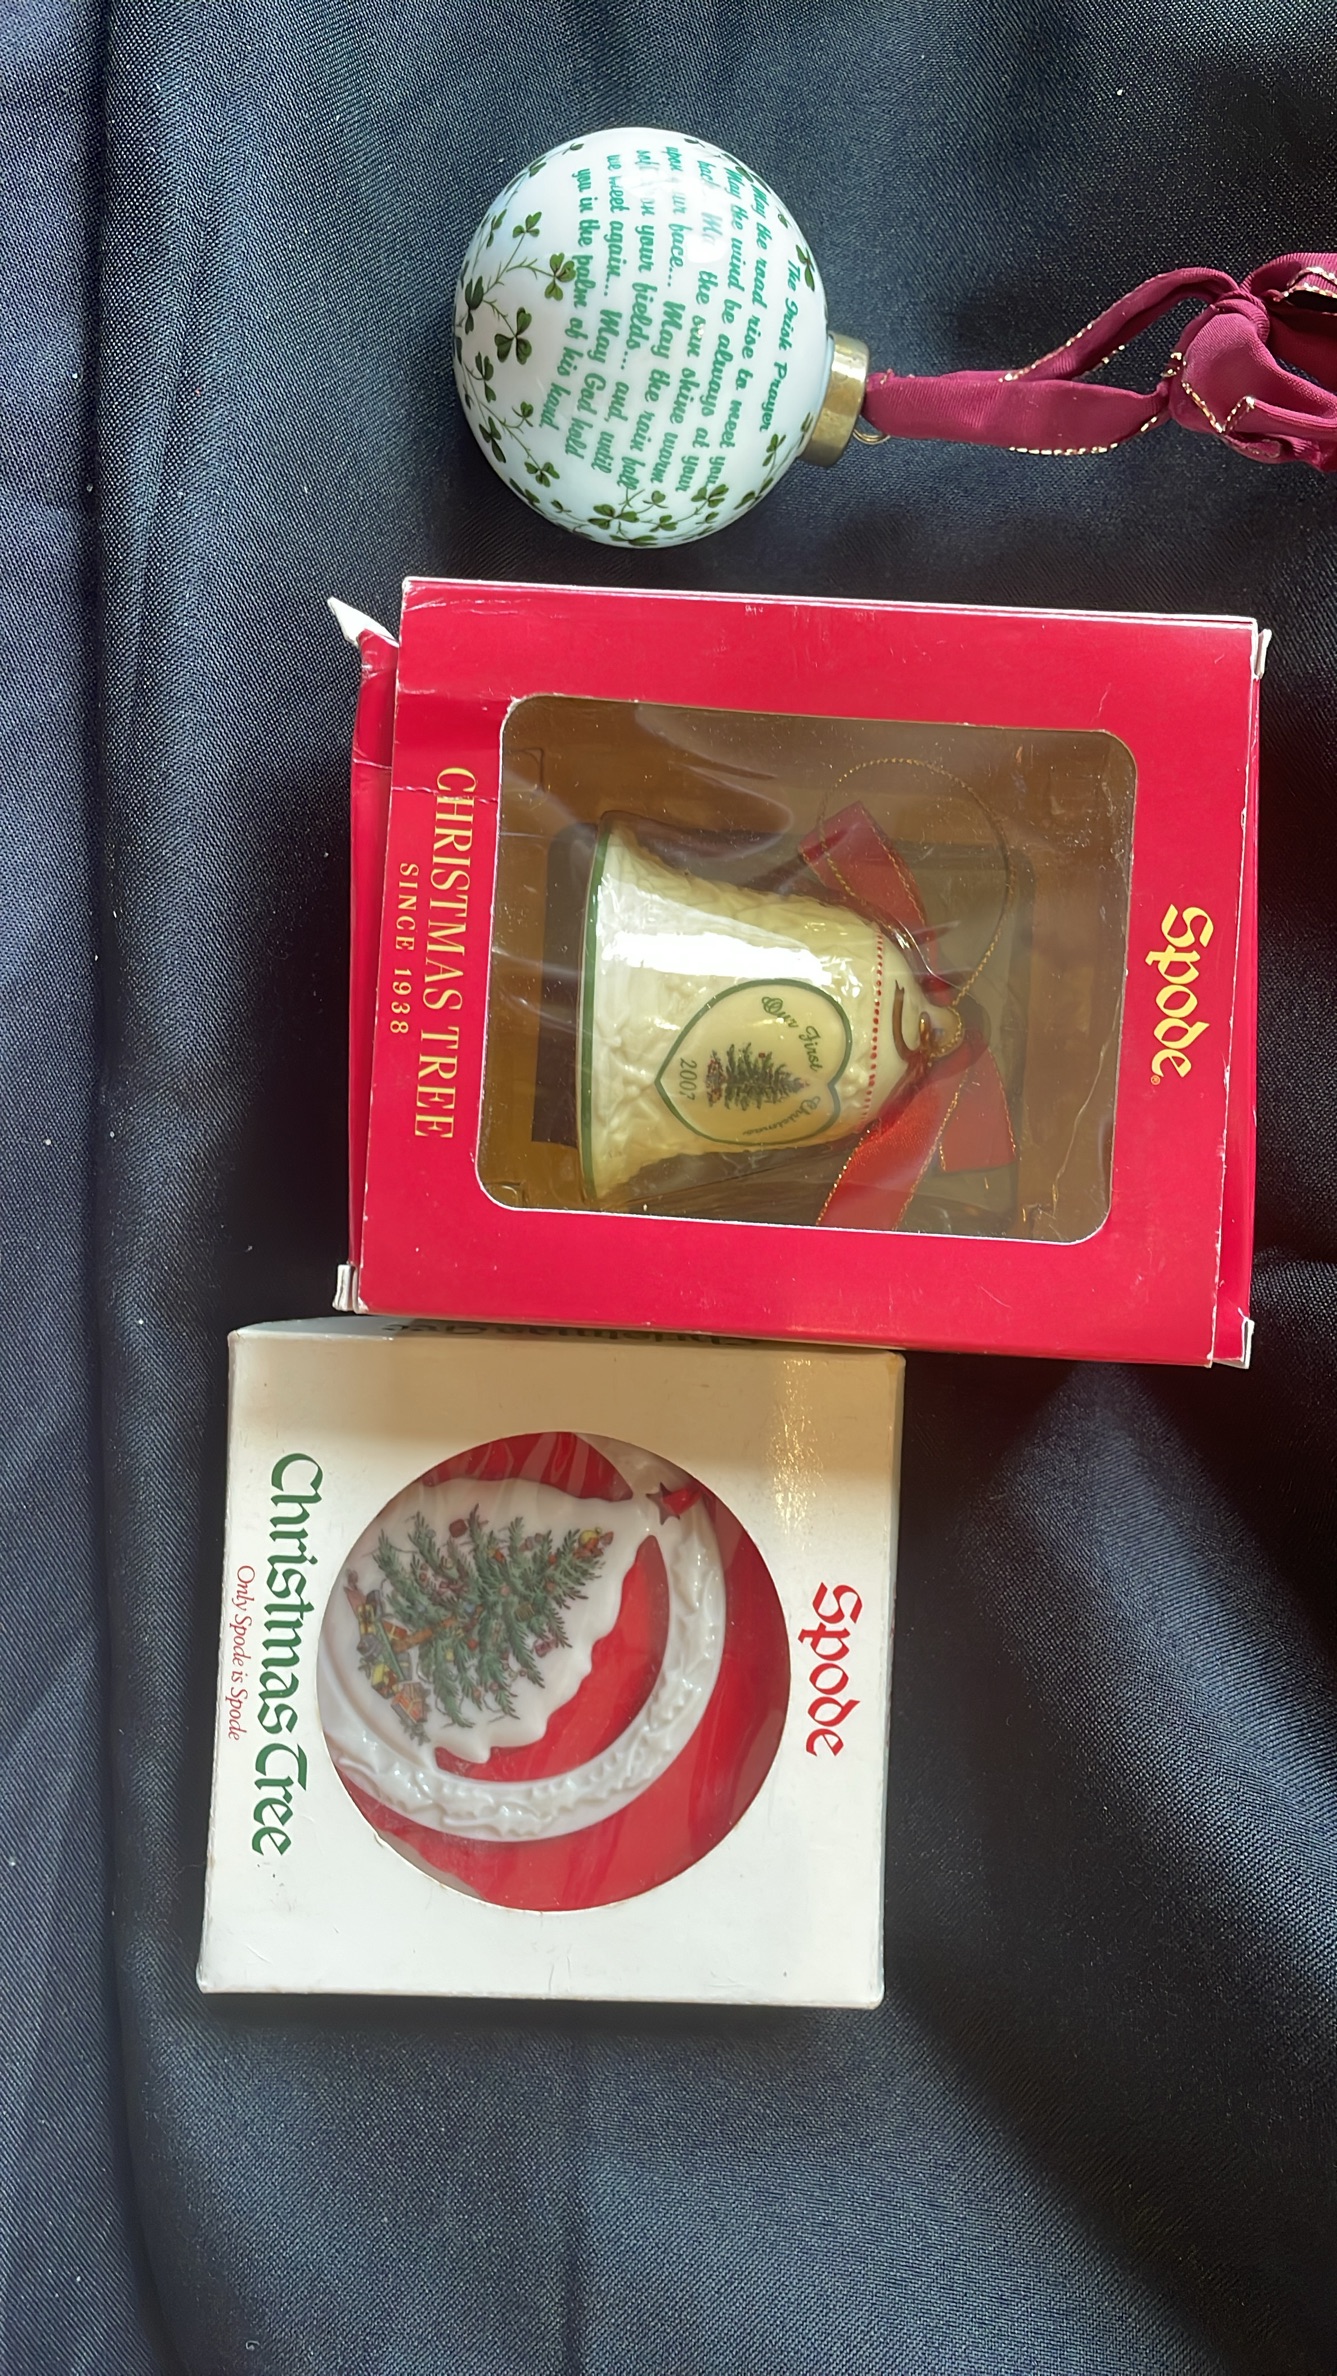 The Irish Prayer
May the road rise to meet you
May the wind be always at your
the sun shine warm
upon face... May the rain fall
your fields... and until
we meet again... May God hold
you in the palm of his hand
Spode®
Our First Christmas
2007
CHRISTMAS TREE
SINCE 1938
Spode
Christmas Tree
Only Spode is Spode